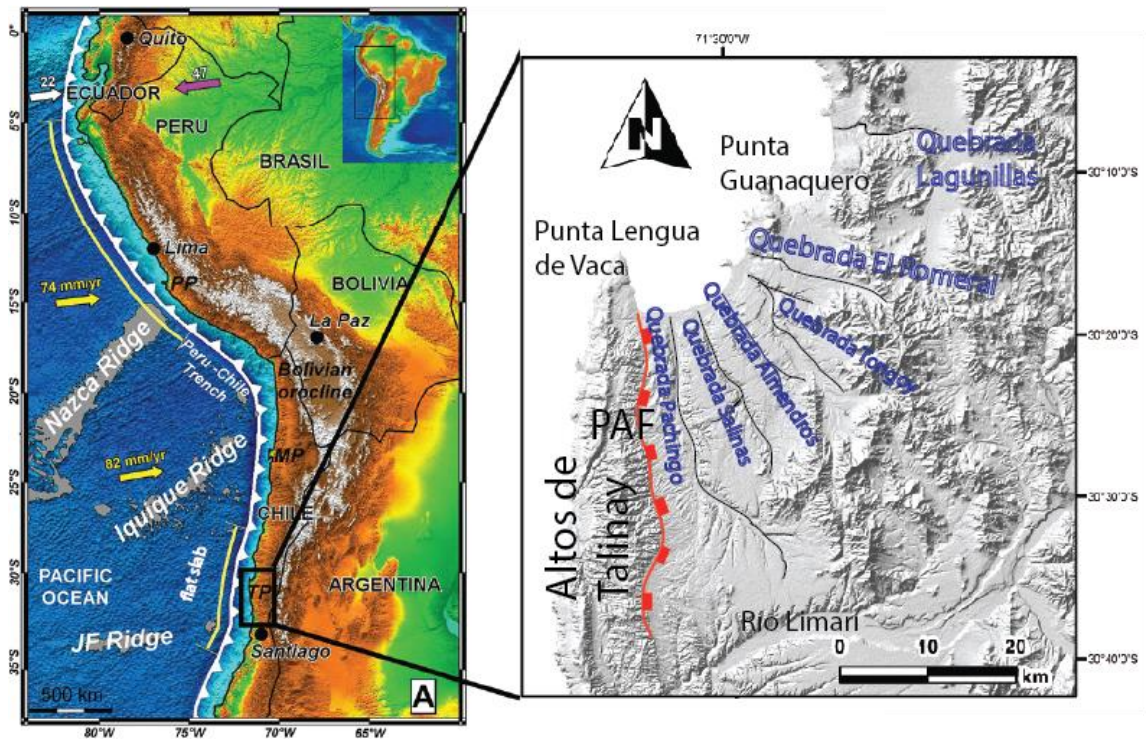 0°
5°S
10°S
15°S
20°S
25°S
30°S
35°S
80°W
75°W
70°W
65°W
Quito
22
47
ECUADOR
PERU
BRASIL
Lima
PP
BOLIVIA
74 mm/yr
La Paz
Nazca Ridge
Peru-Chile
Trench
Bolivian
orocline
82 mm/yr
MP
Iquique Ridge
CHILE
flat slab
PACIFIC
OCEAN
TP
ARGENTINA
JF Ridge
Santiago
500 km
A
71°30'0"W
N
Punta
Guanaquero
Quebrada
Lagunillas
30°10'0"S
Punta Lengua
de Vaca
Quebrada El Romeral
Quebrada Tongoy
30°20'0"S
Quebrada Almendros
Quebrada Salinas
Quebrada Pachingo
PAF
Altos de
Talinay
30°30'0"S
Río Limarí
0 10 20
km
30°40'0"S